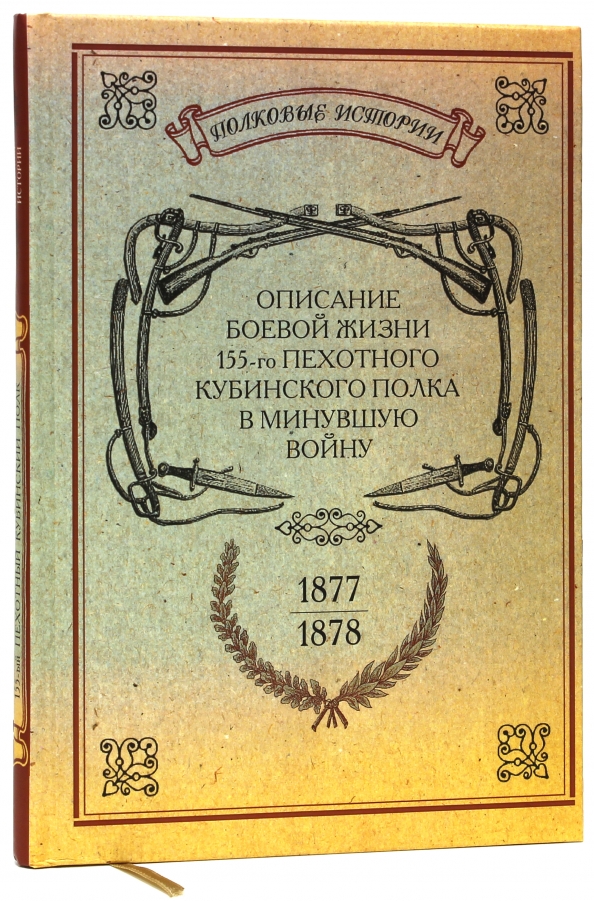 ПОЛКОВЫЕ ИСТОРИИ
ОПИСАНИЕ
БОЕВОЙ ЖИЗНИ
155-го ПЕХОТНОГО
КУБИНСКОГО ПОЛКА
В МИНУВШУЮ
ВОЙНУ
1877
1878
155-ый ПЕХОТНЫЙ КУБИНСКИЙ ПОЛК
ИСТОРИИ